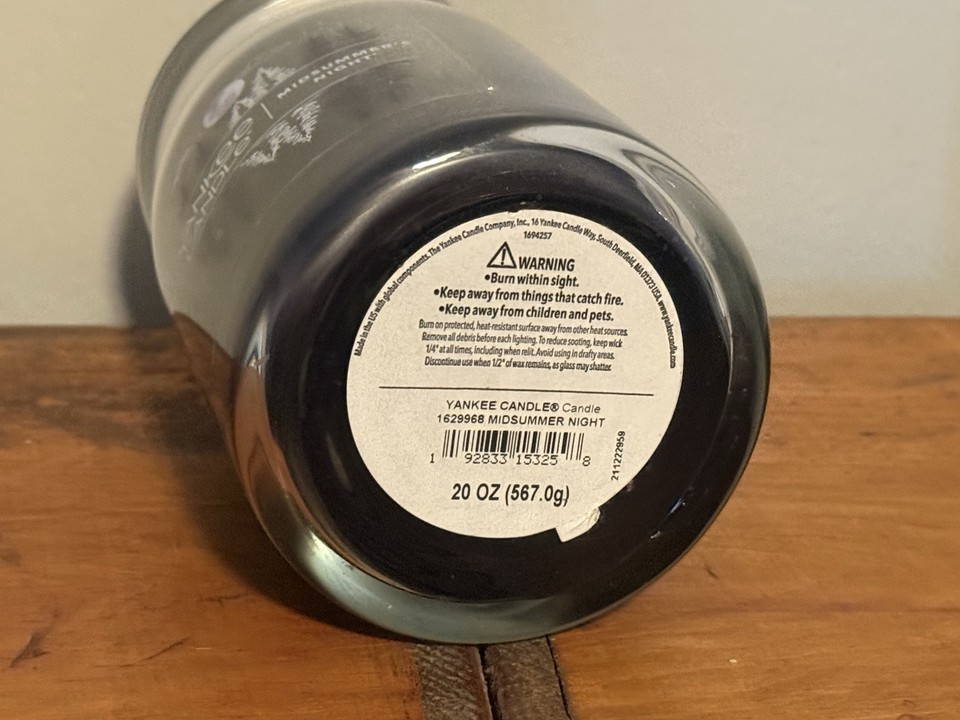 MIDSUMMER'S
NIGHT
Made in the US with global components. The Yankee Candle Company, Inc., 16 Yankee Candle Way, South Deerfield, MA 01373 USA, www.yankeecandle.com
1694257
WARNING
•Burn within sight.
•Keep away from things that catch fire.
•Keep away from children and pets.
Burn on protected, heat-resistant surface away from other heat sources.
Remove all debris before each lighting. To reduce sooting, keep wick
1/4" at all times, including when relit. Avoid using in drafty areas.
Discontinue use when 1/2" of wax remains, as glass may shatter.
YANKEE CANDLE® Candle
1629968 MIDSUMMER NIGHT
1 92833 15325 8
211222959
20 OZ (567.0g)